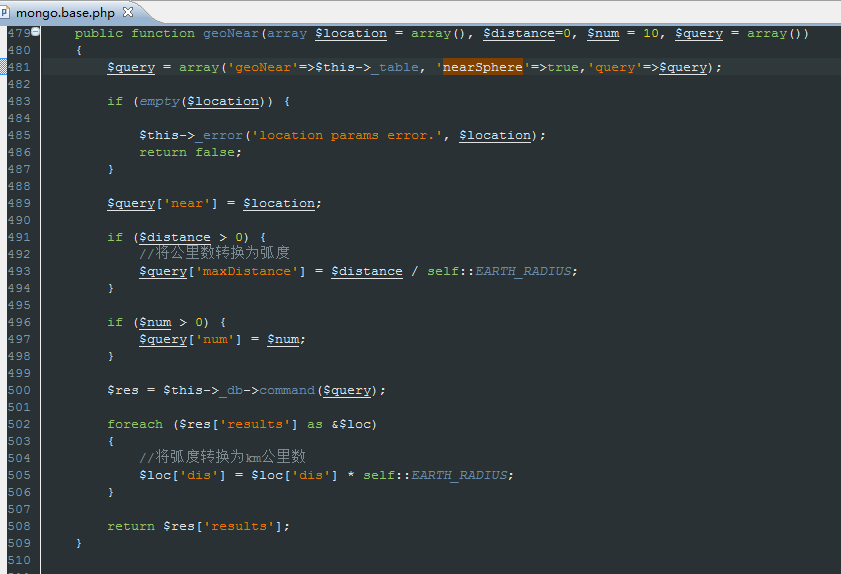 mongo.base.php
479 public function geoNear(array $location = array(), $distance=0, $num = 10, $query = array())
480 {
481 $query = array('geoNear'=>$this->_table, 'nearSphere'=>true,'query'=>$query);
482
483 if (empty($location)) {
484
485 $this->_error('location params error.', $location);
486 return false;
487 }
488
489 $query['near'] = $location;
490
491 if ($distance > 0) {
492 //将公里数转换为弧度
493 $query['maxDistance'] = $distance / self::EARTH_RADIUS;
494 }
495
496 if ($num > 0) {
497 $query['num'] = $num;
498 }
499
500 $res = $this->_db->command($query);
501
502 foreach ($res['results'] as &$loc)
503 {
504 //将弧度转换为km公里数
505 $loc['dis'] = $loc['dis'] * self::EARTH_RADIUS;
506 }
507
508 return $res['results'];
509 }
510